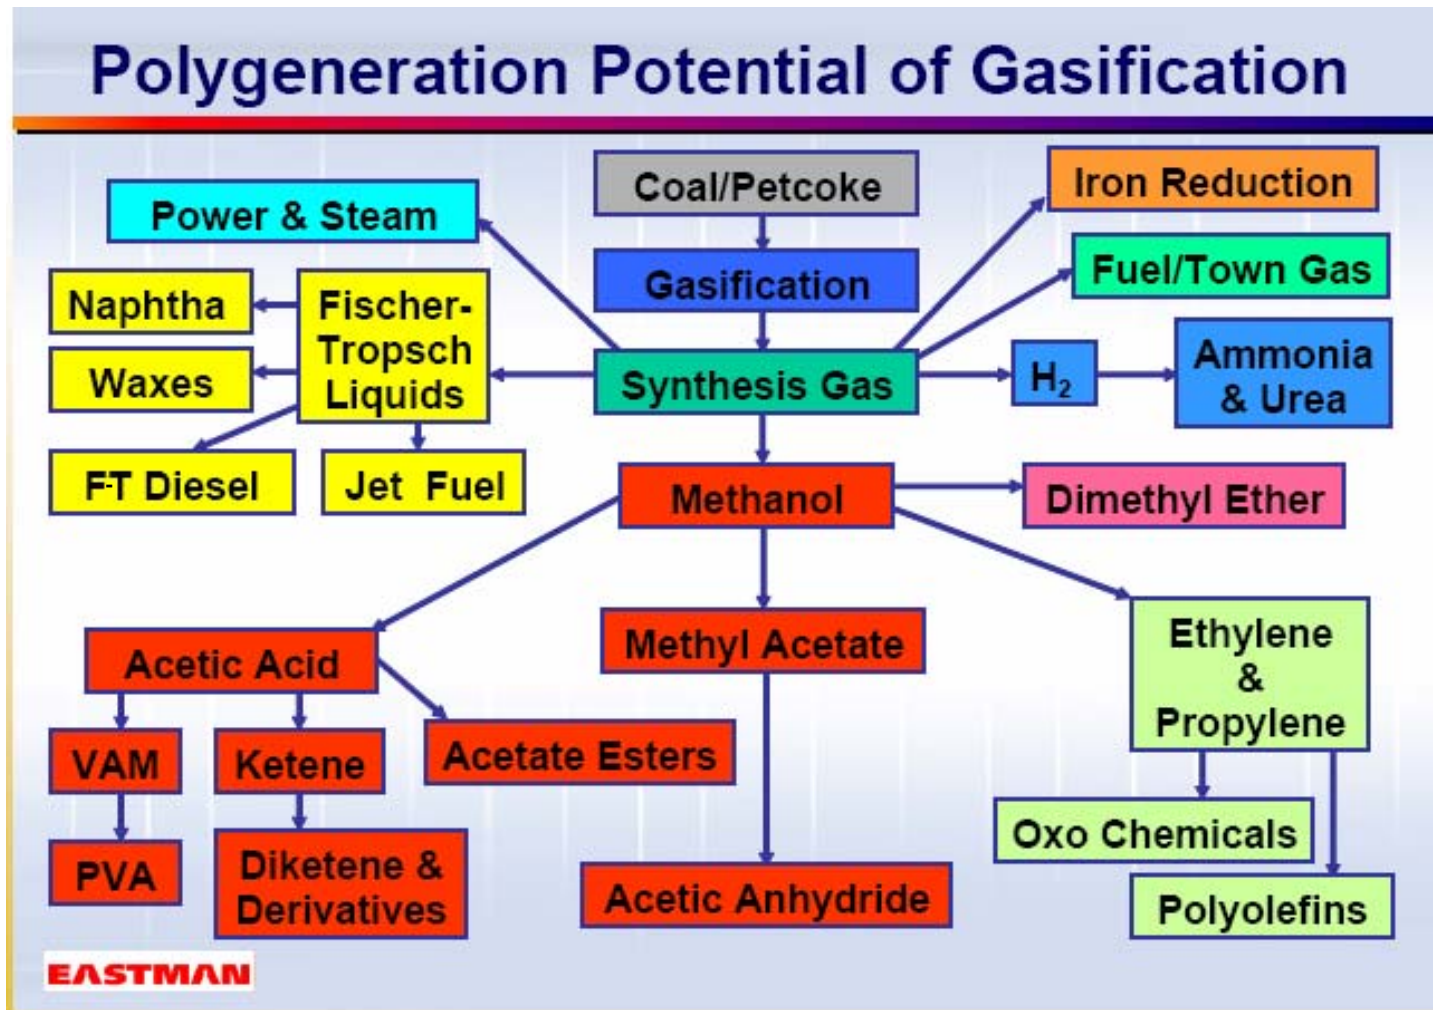 Polygeneration Potential of Gasification
Coal/Petcoke
Iron Reduction
Power & Steam
Gasification
Fuel/Town Gas
Naphtha
Fischer-
Tropsch
Liquids
Waxes
Synthesis Gas
H2
Ammonia
& Urea
F-T Diesel
Jet Fuel
Methanol
Dimethyl Ether
Acetic Acid
Methyl Acetate
Ethylene
&
Propylene
VAM
Ketene
Acetate Esters
Oxo Chemicals
PVA
Diketene &
Derivatives
Acetic Anhydride
Polyolefins
EASTMAN